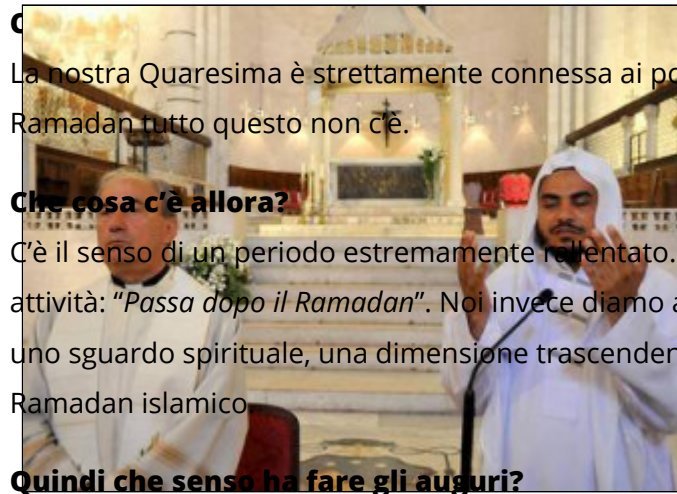 La nostra Quaresima è strettamente connessa ai
Ramadan tutto questo non c'è.
Che cosa c'è allora?
C'è il senso di un periodo estremamente rallentato.
attività: “Passa dopo il Ramadan”. Noi invece diamo
uno sguardo spirituale, una dimensione
Ramadan islamico.
Quindi che senso ha fare gli auguri?